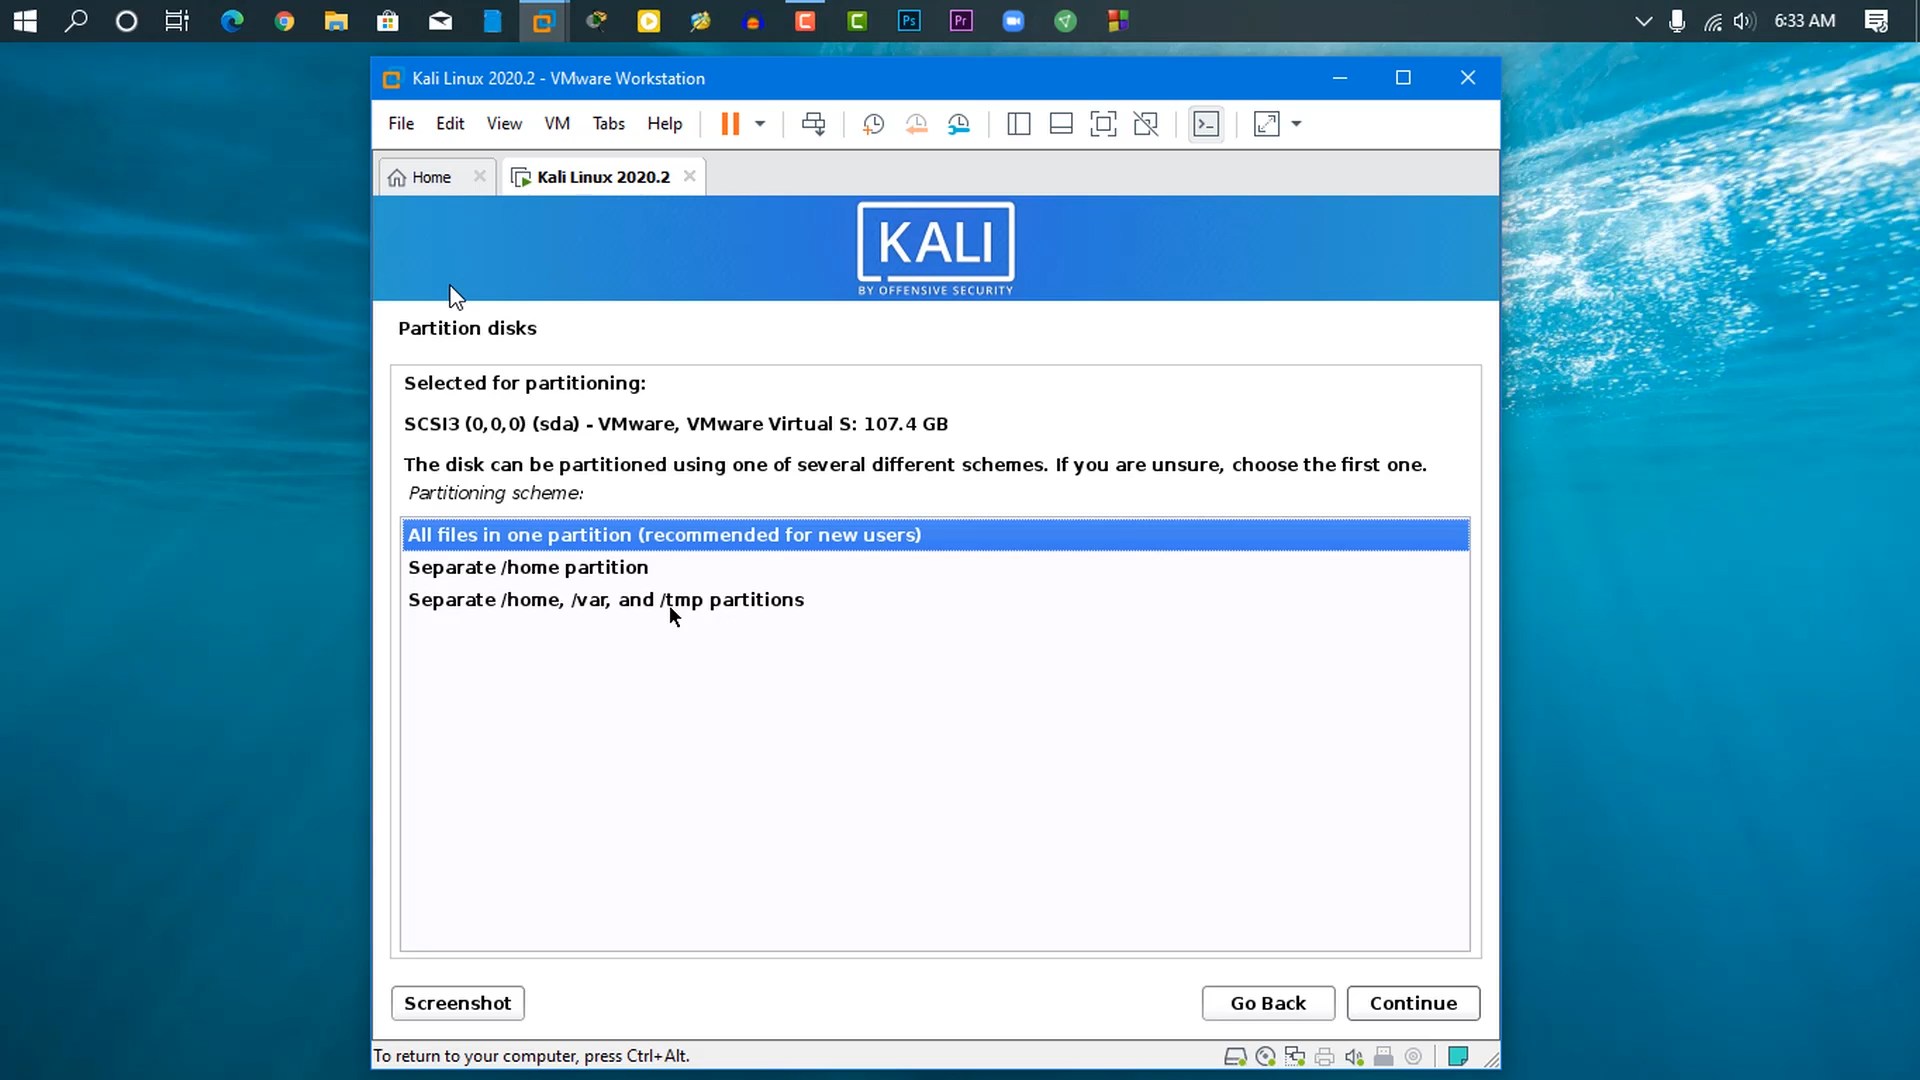 Ps
Pr
6:33 AM
Kali Linux 2020.2 - VMware Workstation
File Edit View VM Tabs Help
Home
Kali Linux 2020.2
KALI
BY OFFENSIVE SECURITY
Partition disks
Selected for partitioning:
SCSI3 (0,0,0) (sda) - VMware, VMware Virtual S: 107.4 GB
The disk can be partitioned using one of several different schemes. If you are unsure, choose the first one.
Partitioning scheme:
All files in one partition (recommended for new users)
Separate /home partition
Separate /home, /var, and /tmp partitions
Screenshot
Go Back
Continue
To return to your computer, press Ctrl+Alt.